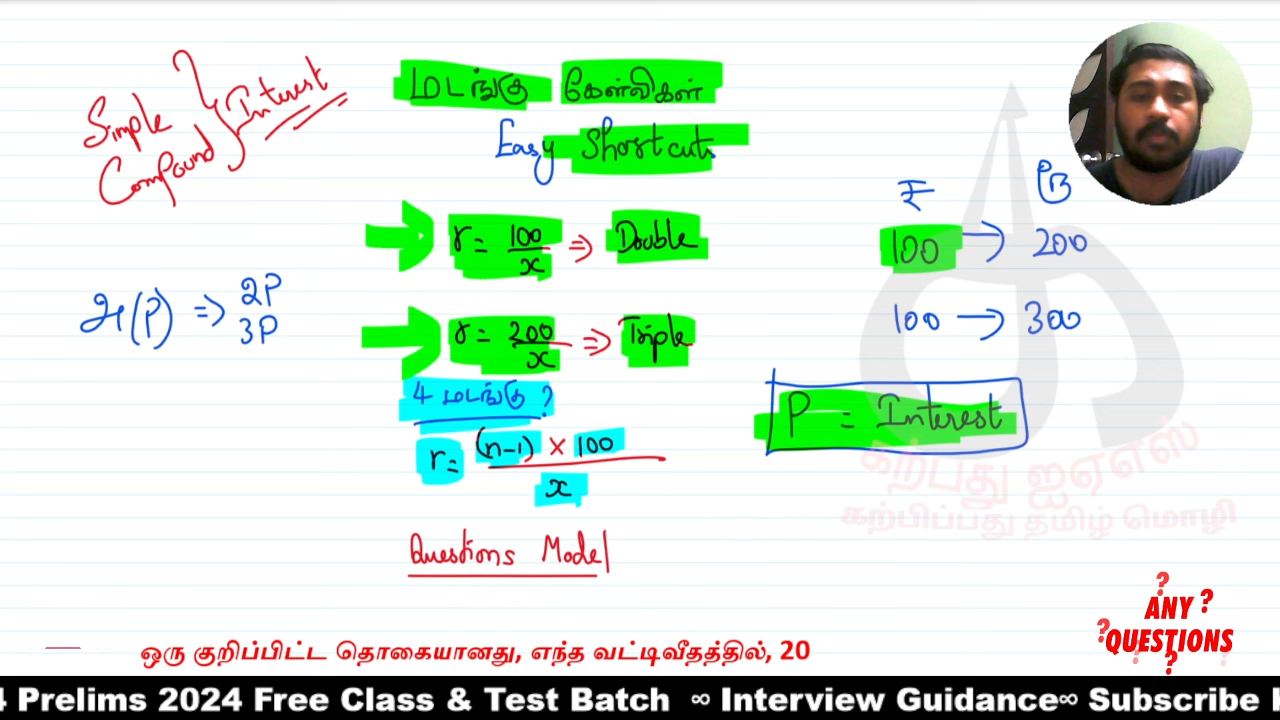 Simple
Compound } Interest
மடங்கு கேள்விகள்
Easy Shortcuts
r = 100/x ⇒ Double
r = 200/x ⇒ Triple
4 மடங்கு ?
r = (n-1) × 100 / x
Questions Model
(P) ⇒ 2P
3P
₹
100 → 200
100 → 300
P = Interest
கற்பது ஐஏஎஸ்
கற்பிப்பது தமிழ் மொழி
ஒரு குறிப்பிட்ட தொகையானது, எந்த வட்டிவீதத்தில், 20
ANY
QUESTIONS
4 Prelims 2024 Free Class & Test Batch ∞ Interview Guidance∞ Subscribe